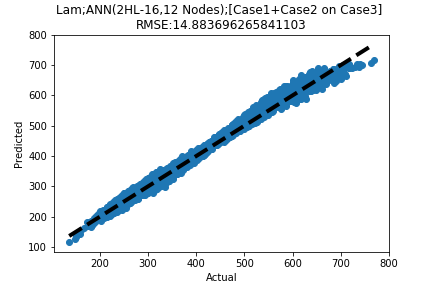 Lam;ANN(2HL-16,12 Nodes);[Case1+Case2 on Case3]
RMSE:14.883696265841103
800
700
600
500
400
300
200
100
Predicted
200 300 400 500 600 700 800
Actual